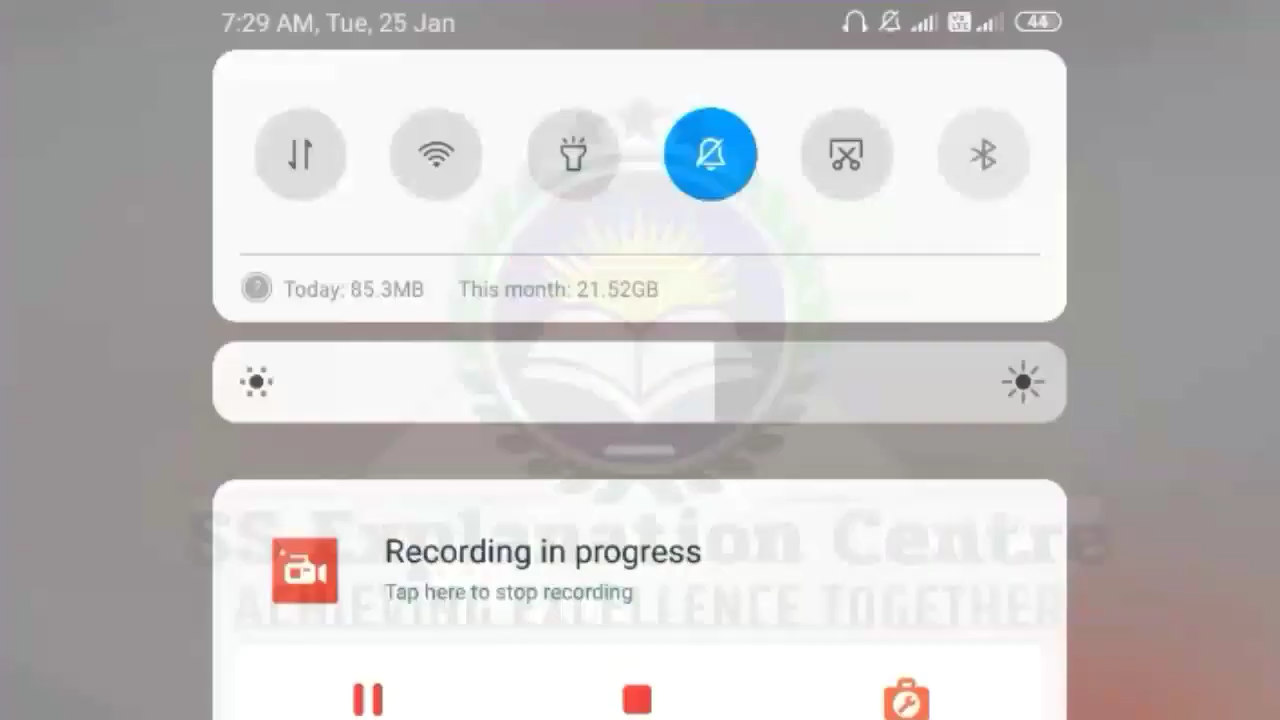 7:29 AM, Tue, 25 Jan
44
Today: 85.3MB This month: 21.52GB
Recording in progress
SS Explanation Centre
Tap here to stop recording
ACHIEVING EXCELLENCE TOGETHER